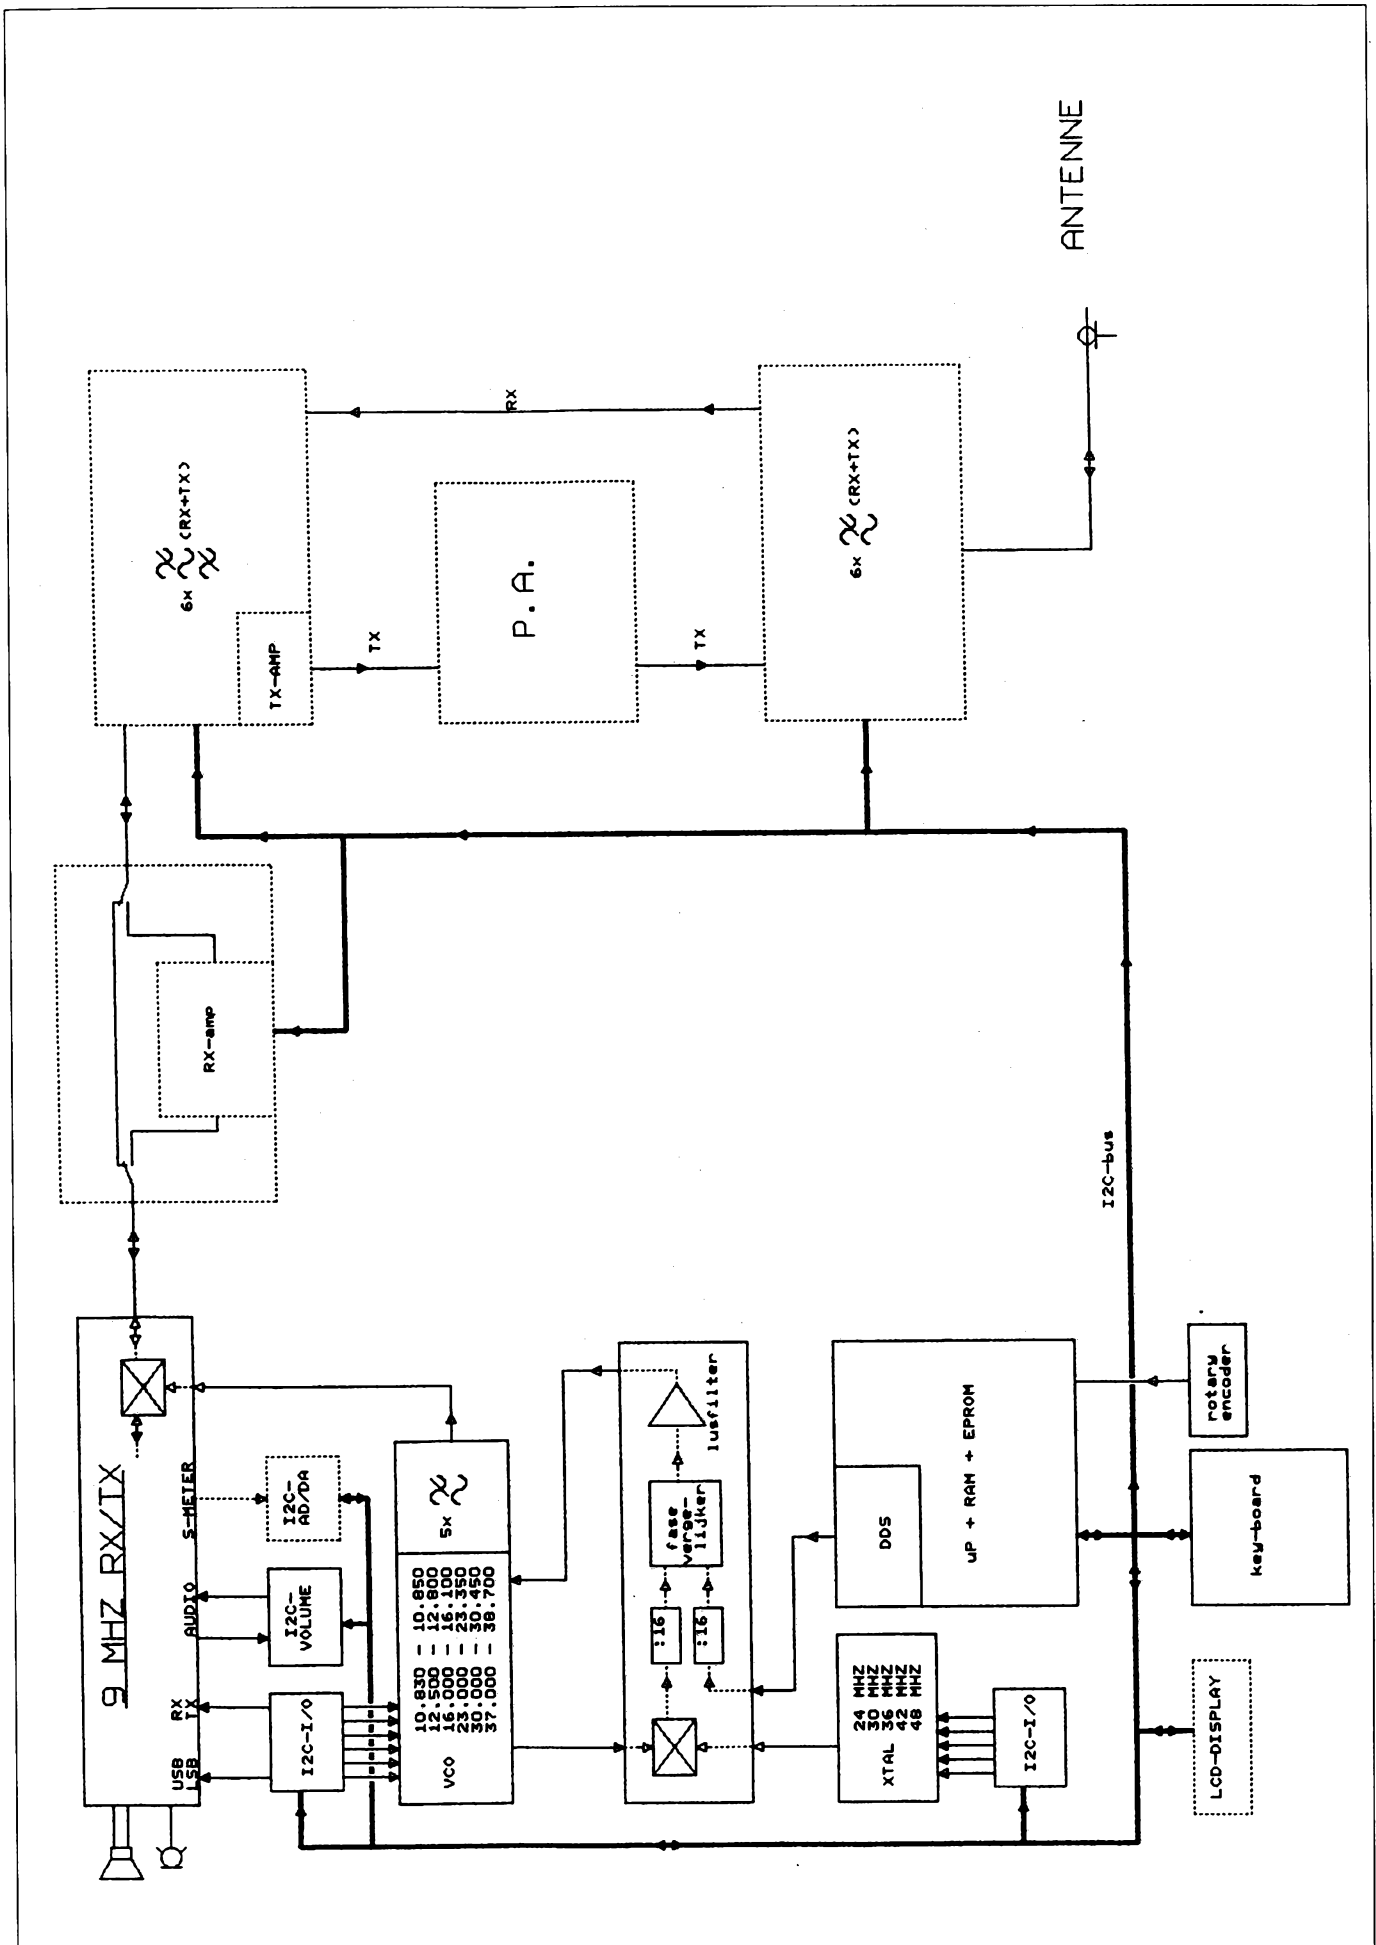 9 MHZ RX/TX
USB
LSB
RX
TX
AUDIO
S-METER
I2C-I/O
I2C-
VOLUME
I2C-
AD/DA
VCO
10.830 - 10.850
12.500 - 12.800
16.000 - 16.100
23.000 - 23.350
30.000 - 30.450
37.000 - 38.700
5x
:16
:16
fase
verge-
lijker
lusfilter
XTAL
24 MHZ
30 MHZ
36 MHZ
42 MHZ
48 MHZ
I2C-I/O
DDS
uP + RAM + EPROM
LCD-DISPLAY
key-board
rotary
encoder
I2C-bus
RX-amp
6x (RX+TX)
TX-AMP
TX
P.A.
TX
RX
6x (RX+TX)
ANTENNE